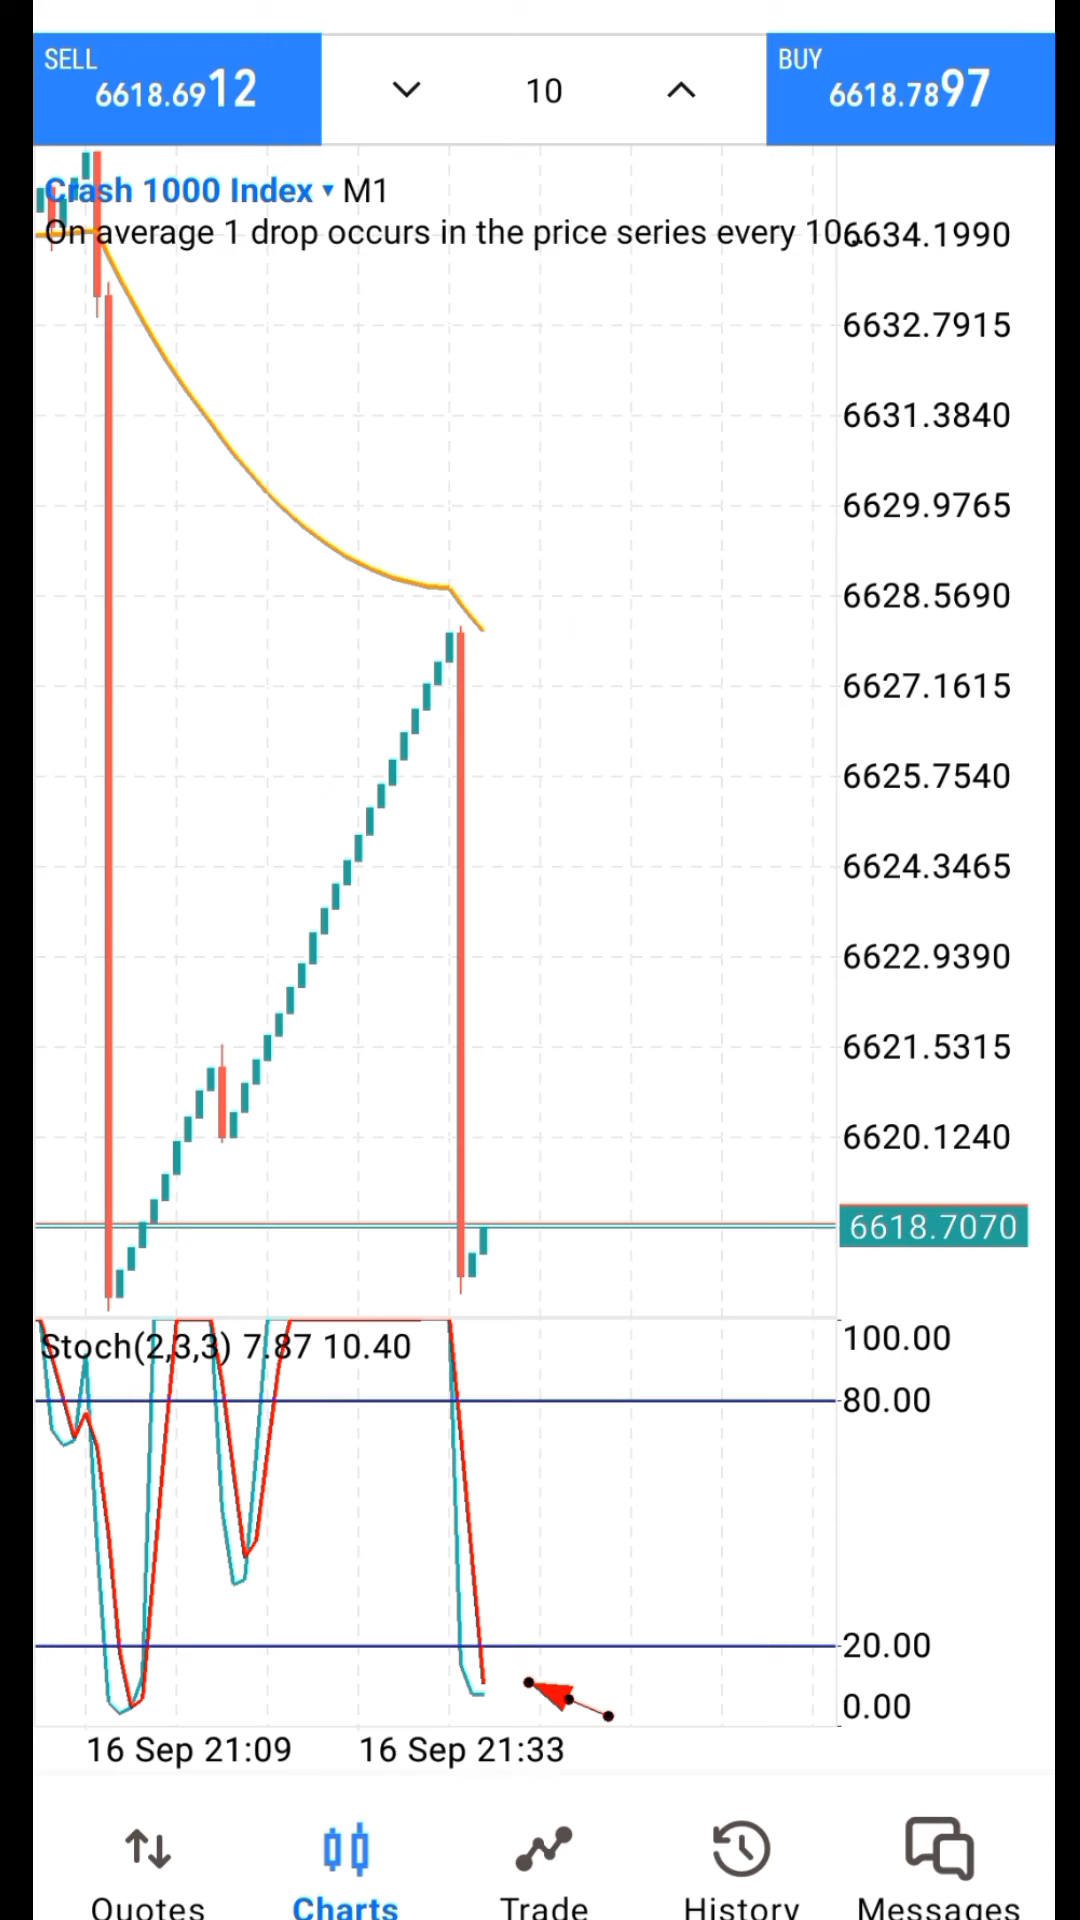 SELL
6618.6912
10
BUY
6618.7897
Crash 1000 Index ▾ M1
On average 1 drop occurs in the price series every 10...
6634.1990
6632.7915
6631.3840
6629.9765
6628.5690
6627.1615
6625.7540
6624.3465
6622.9390
6621.5315
6620.1240
6618.7070
Stoch(2,3,3) 7.87 10.40
100.00
80.00
20.00
0.00
16 Sep 21:09
16 Sep 21:33
Quotes
Charts
Trade
History
Messages